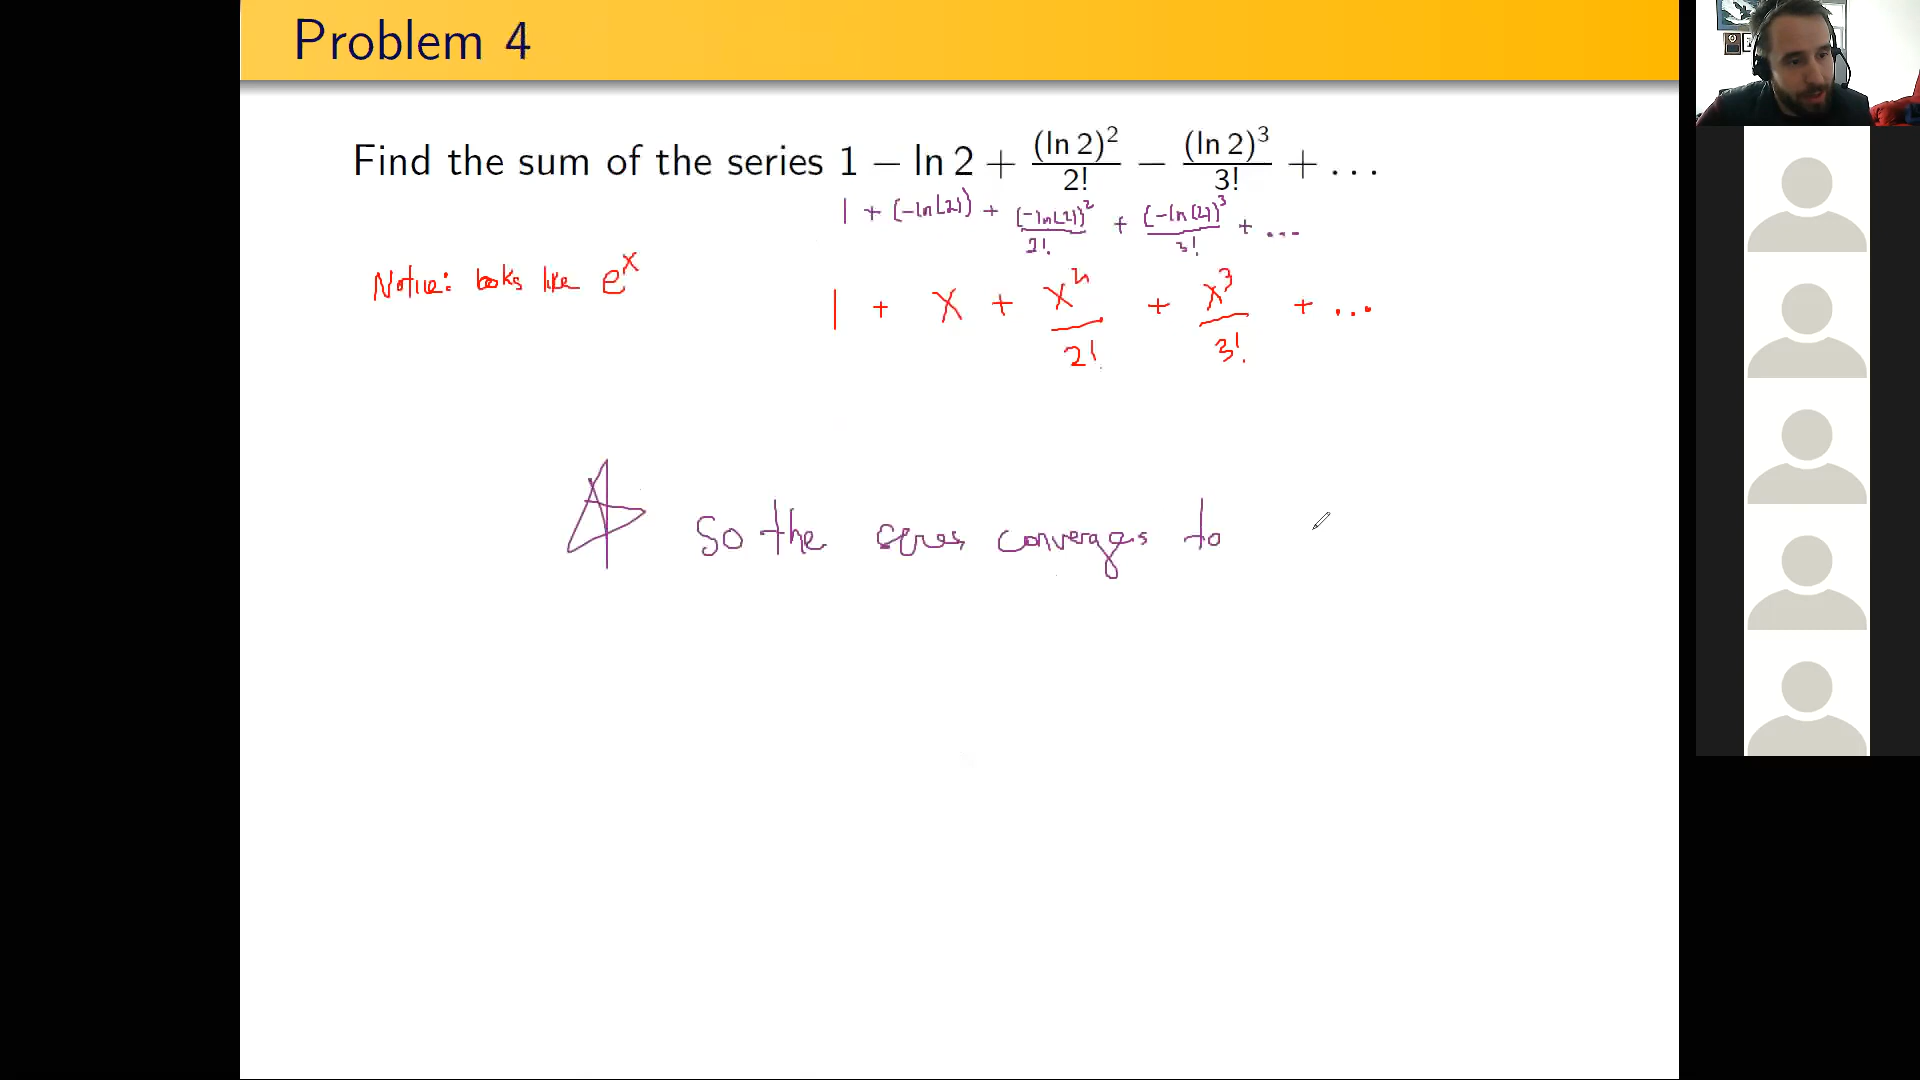 Problem 4
Find the sum of the series 1 − ln 2 + (ln 2)²/2! − (ln 2)³/3! + …
1 + (-ln(2)) + (-ln(2))²/2! + (-ln(2))³/3! + ...
Notice: looks like eˣ
1 + x + x²/2! + x³/3! + ...
So the series converges to